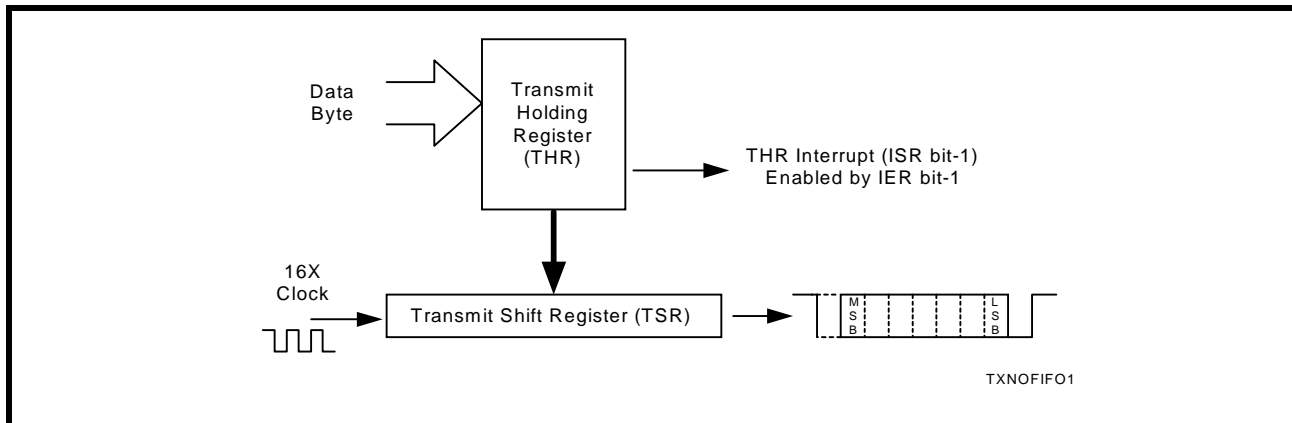 Data
Byte
Transmit
Holding
Register
(THR)
THR Interrupt (ISR bit-1)
Enabled by IER bit-1
16X
Clock
Transmit Shift Register (TSR)
M
S
B
L
S
B
TXNOFIFO1